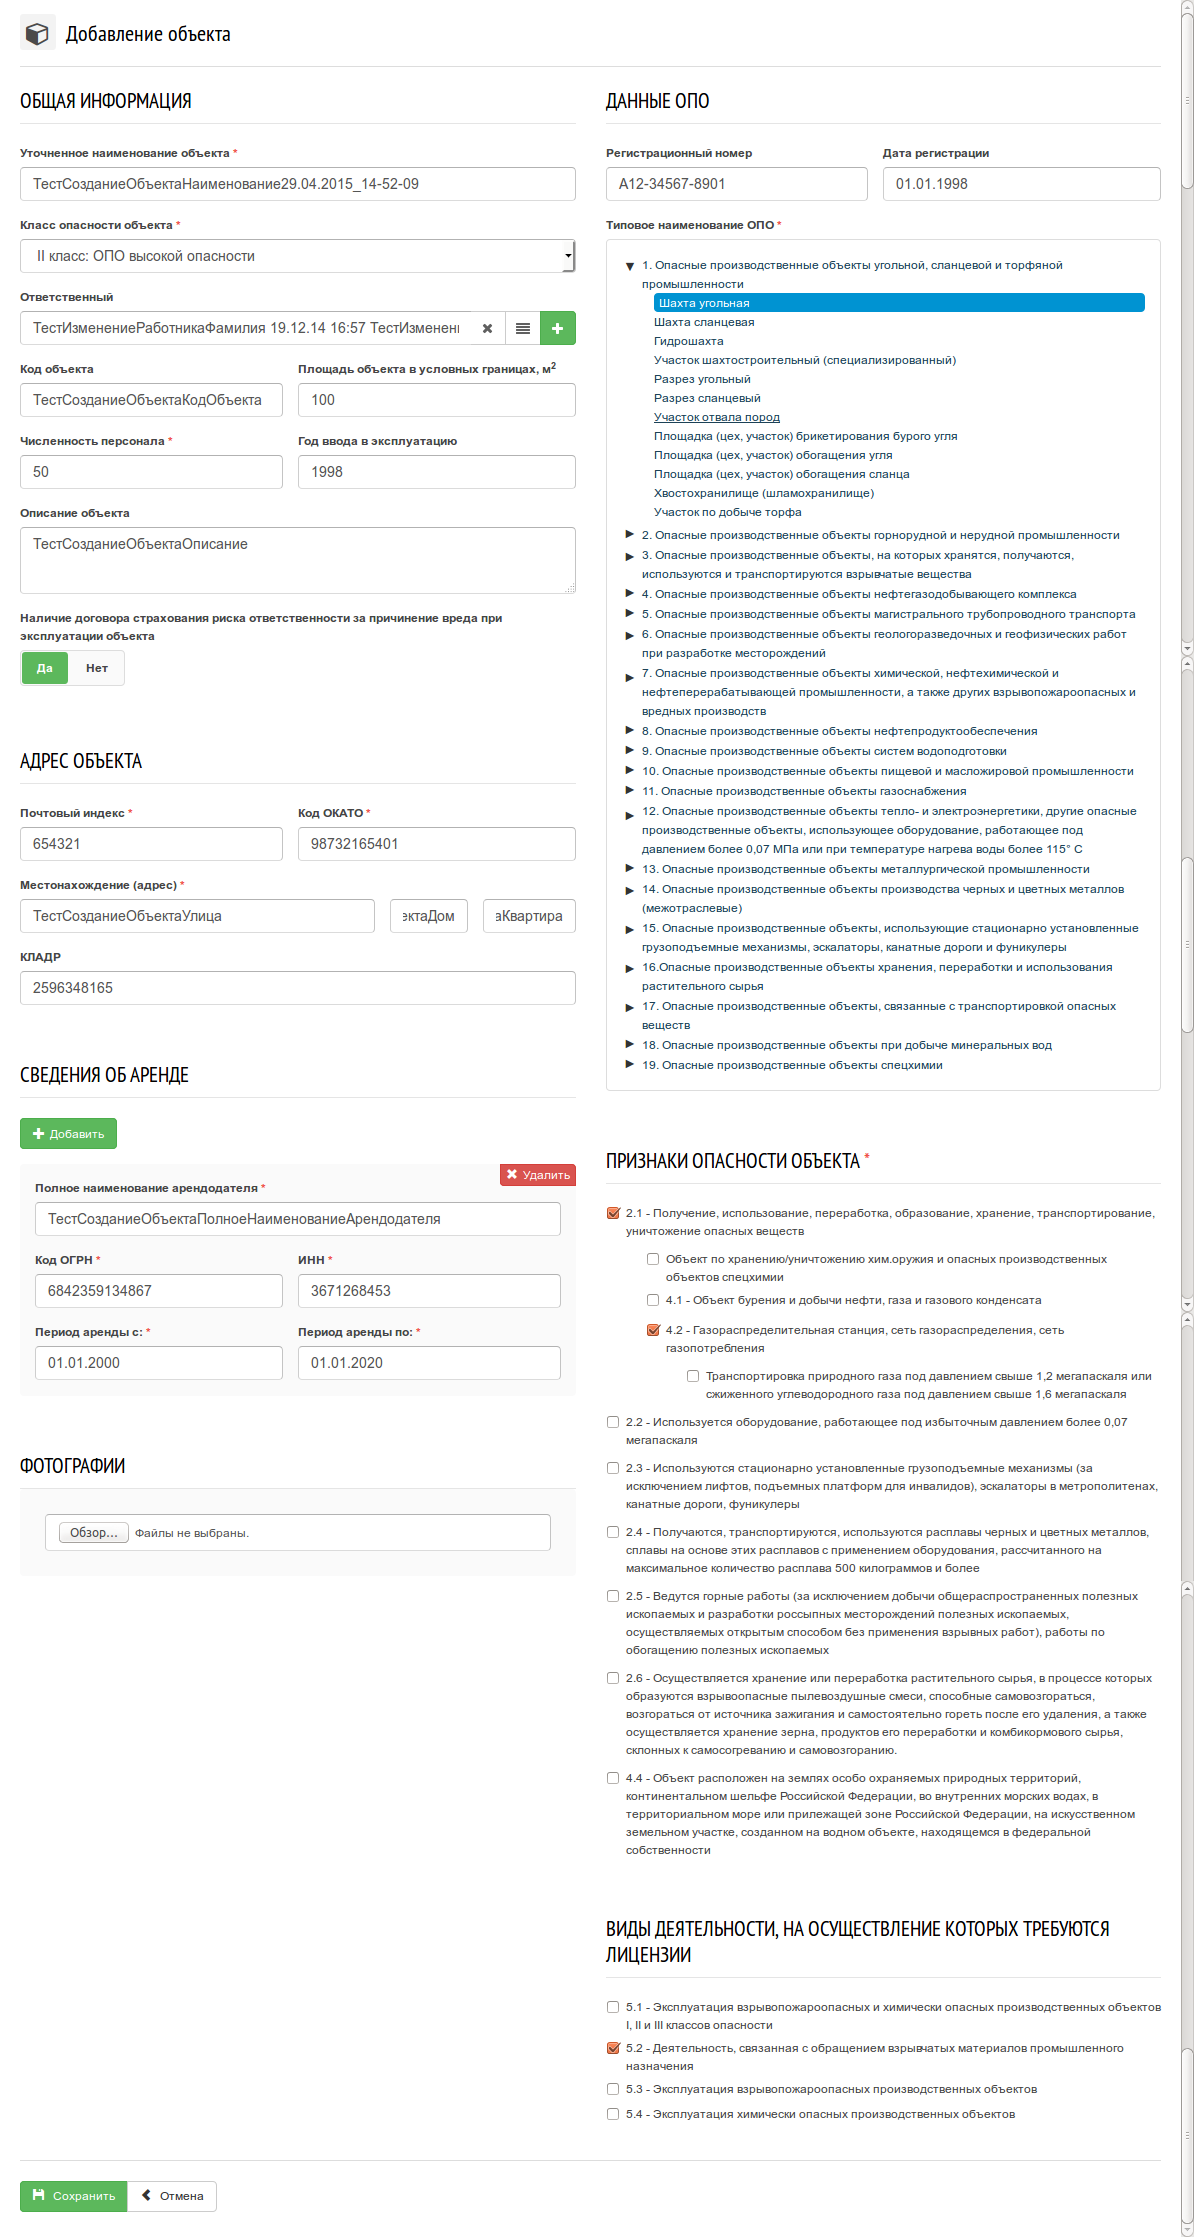 Добавление объекта
ОБЩАЯ ИНФОРМАЦИЯ
Уточненное наименование объекта *
ТестСозданиеОбъектаНаименование29.04.2015_14-52-09
Класс опасности объекта *
II класс: ОПО высокой опасности
Ответственный
ТестИзменениеРаботникаФамилия 19.12.14 16:57 ТестИзменени
Код объекта
Площадь объекта в условных границах, м2
ТестСозданиеОбъектаКодОбъекта
100
Численность персонала *
Год ввода в эксплуатацию
50
1998
Описание объекта
ТестСозданиеОбъектаОписание
Наличие договора страхования риска ответственности за причинение вреда при
эксплуатации объекта
Да Нет
АДРЕС ОБЪЕКТА
Почтовый индекс *
Код ОКАТО *
654321
98732165401
Местонахождение (адрес) *
ТестСозданиеОбъектаУлица
ектаДом
аКвартира
КЛАДР
2596348165
СВЕДЕНИЯ ОБ АРЕНДЕ
Добавить
Удалить
Полное наименование арендодателя *
ТестСозданиеОбъектаПолноеНаименованиеАрендодателя
Код ОГРН *
ИНН *
6842359134867
3671268453
Период аренды с: *
Период аренды по: *
01.01.2000
01.01.2020
ФОТОГРАФИИ
Обзор... Файлы не выбраны.
ДАННЫЕ ОПО
Регистрационный номер
Дата регистрации
А12-34567-8901
01.01.1998
Типовое наименование ОПО *
1. Опасные производственные объекты угольной, сланцевой и торфяной
промышленности
Шахта угольная
Шахта сланцевая
Гидрошахта
Участок шахтостроительный (специализированный)
Разрез угольный
Разрез сланцевый
Участок отвала пород
Площадка (цех, участок) брикетирования бурого угля
Площадка (цех, участок) обогащения угля
Площадка (цех, участок) обогащения сланца
Хвостохранилище (шламохранилище)
Участок по добыче торфа
2. Опасные производственные объекты горнорудной и нерудной промышленности
3. Опасные производственные объекты, на которых хранятся, получаются,
используются и транспортируются взрывчатые вещества
4. Опасные производственные объекты нефтегазодобывающего комплекса
5. Опасные производственные объекты магистрального трубопроводного транспорта
6. Опасные производственные объекты геологоразведочных и геофизических работ
при разработке месторождений
7. Опасные производственные объекты химической, нефтехимической и
нефтеперерабатывающей промышленности, а также других взрывопожароопасных и
вредных производств
8. Опасные производственные объекты нефтепродуктообеспечения
9. Опасные производственные объекты систем водоподготовки
10. Опасные производственные объекты пищевой и масложировой промышленности
11. Опасные производственные объекты газоснабжения
12. Опасные производственные объекты тепло- и электроэнергетики, другие опасные
производственные объекты, использующее оборудование, работающее под
давлением более 0,07 МПа или при температуре нагрева воды более 115° С
13. Опасные производственные объекты металлургической промышленности
14. Опасные производственные объекты производства черных и цветных металлов
(межотраслевые)
15. Опасные производственные объекты, использующие стационарно установленные
грузоподъемные механизмы, эскалаторы, канатные дороги и фуникулеры
16.Опасные производственные объекты хранения, переработки и использования
растительного сырья
17. Опасные производственные объекты, связанные с транспортировкой опасных
веществ
18. Опасные производственные объекты при добыче минеральных вод
19. Опасные производственные объекты спецхимии
ПРИЗНАКИ ОПАСНОСТИ ОБЪЕКТА *
2.1 - Получение, использование, переработка, образование, хранение, транспортирование,
уничтожение опасных веществ
Объект по хранению/уничтожению хим.оружия и опасных производственных
объектов спецхимии
4.1 - Объект бурения и добычи нефти, газа и газового конденсата
4.2 - Газораспределительная станция, сеть газораспределения, сеть
газопотребления
Транспортировка природного газа под давлением свыше 1,2 мегапаскаля или
сжиженного углеводородного газа под давлением свыше 1,6 мегапаскаля
2.2 - Используется оборудование, работающее под избыточным давлением более 0,07
мегапаскаля
2.3 - Используются стационарно установленные грузоподъемные механизмы (за
исключением лифтов, подъемных платформ для инвалидов), эскалаторы в метрополитенах,
канатные дороги, фуникулеры
2.4 - Получаются, транспортируются, используются расплавы черных и цветных металлов,
сплавы на основе этих расплавов с применением оборудования, рассчитанного на
максимальное количество расплава 500 килограммов и более
2.5 - Ведутся горные работы (за исключением добычи общераспространенных полезных
ископаемых и разработки россыпных месторождений полезных ископаемых,
осуществляемых открытым способом без применения взрывных работ), работы по
обогащению полезных ископаемых
2.6 - Осуществляется хранение или переработка растительного сырья, в процессе которых
образуются взрывоопасные пылевоздушные смеси, способные самовозгораться,
возгораться от источника зажигания и самостоятельно гореть после его удаления, а также
осуществляется хранение зерна, продуктов его переработки и комбикормового сырья,
склонных к самосогреванию и самовозгоранию.
4.4 - Объект расположен на землях особо охраняемых природных территорий,
континентальном шельфе Российской Федерации, во внутренних морских водах, в
территориальном море или прилежащей зоне Российской Федерации, на искусственном
земельном участке, созданном на водном объекте, находящемся в федеральной
собственности
ВИДЫ ДЕЯТЕЛЬНОСТИ, НА ОСУЩЕСТВЛЕНИЕ КОТОРЫХ ТРЕБУЮТСЯ
ЛИЦЕНЗИИ
5.1 - Эксплуатация взрывопожароопасных и химически опасных производственных объектов
I, II и III классов опасности
5.2 - Деятельность, связанная с обращением взрывчатых материалов промышленного
назначения
5.3 - Эксплуатация взрывопожароопасных производственных объектов
5.4 - Эксплуатация химически опасных производственных объектов
Сохранить
Отмена